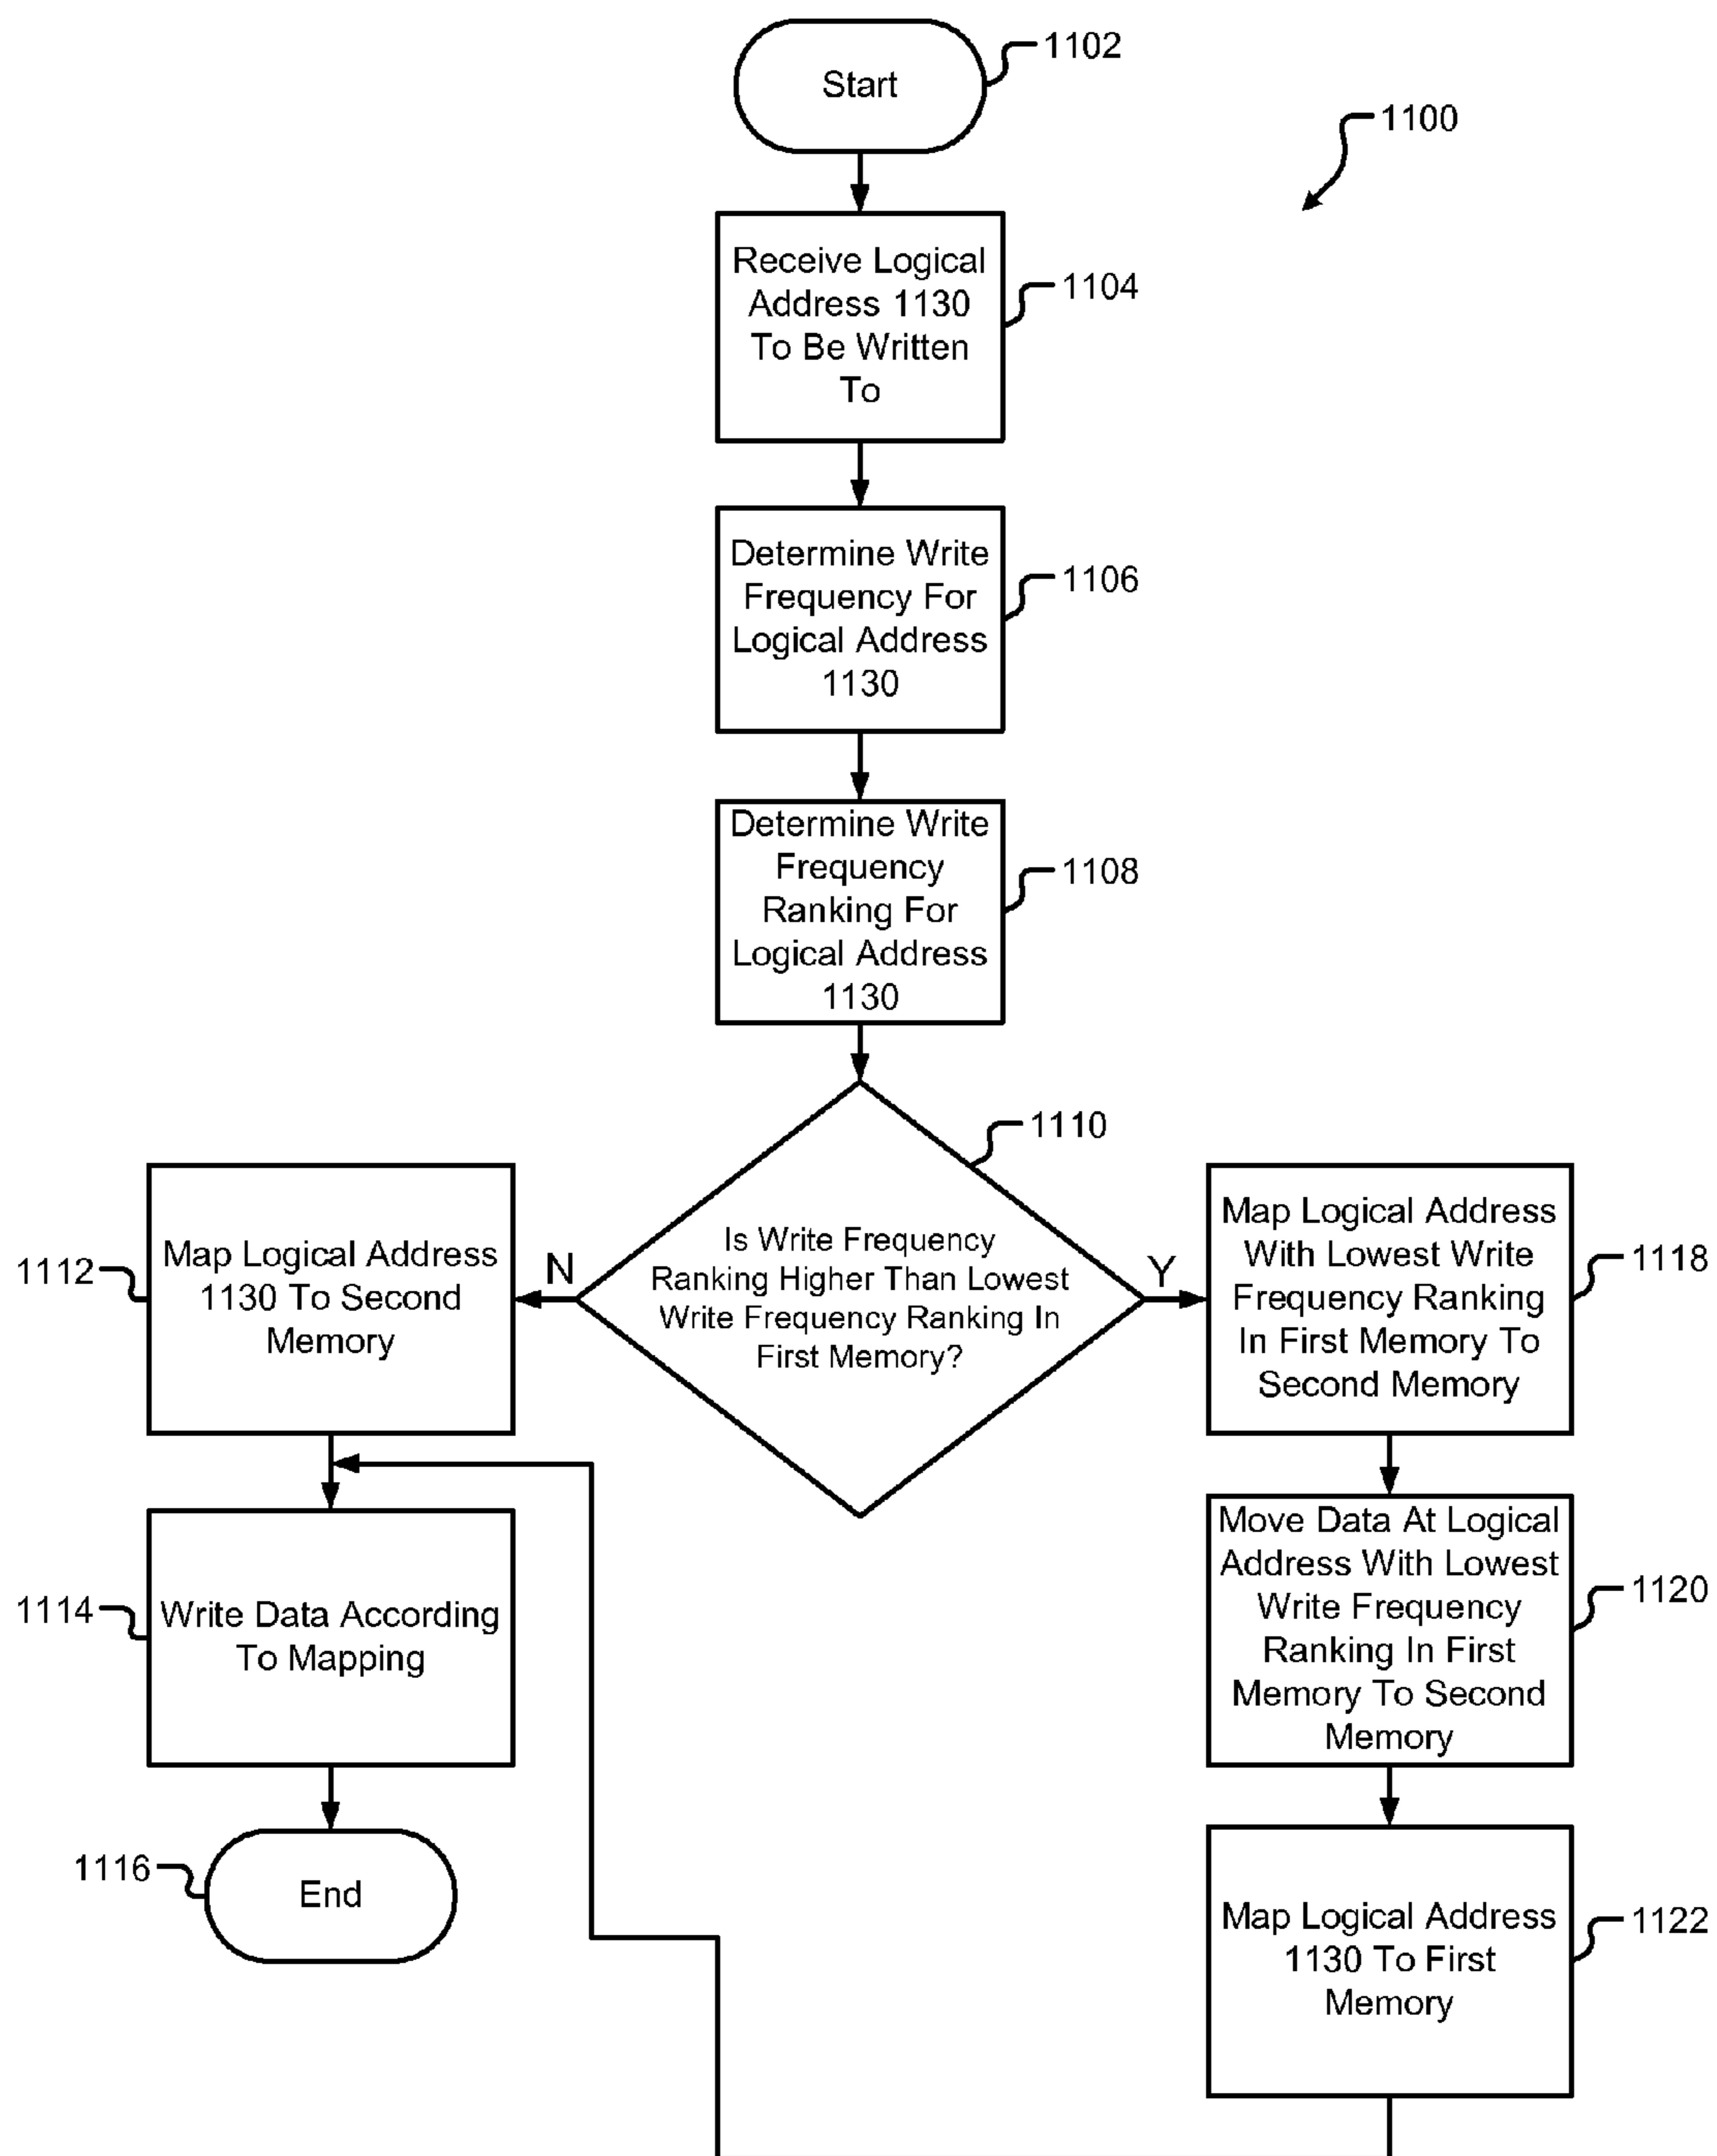 Start
1102
1100
Receive Logical
Address 1130
To Be Written
To
1104
Determine Write
Frequency For
Logical Address
1130
1106
Determine Write
Frequency
Ranking For
Logical Address
1130
1108
1110
Is Write Frequency
Ranking Higher Than Lowest
Write Frequency Ranking In
First Memory?
N
Y
1112
Map Logical Address
1130 To Second
Memory
1114
Write Data According
To Mapping
1116
End
Map Logical Address
With Lowest Write
Frequency Ranking
In First Memory To
Second Memory
1118
Move Data At Logical
Address With Lowest
Write Frequency
Ranking In First
Memory To Second
Memory
1120
Map Logical Address
1130 To First
Memory
1122